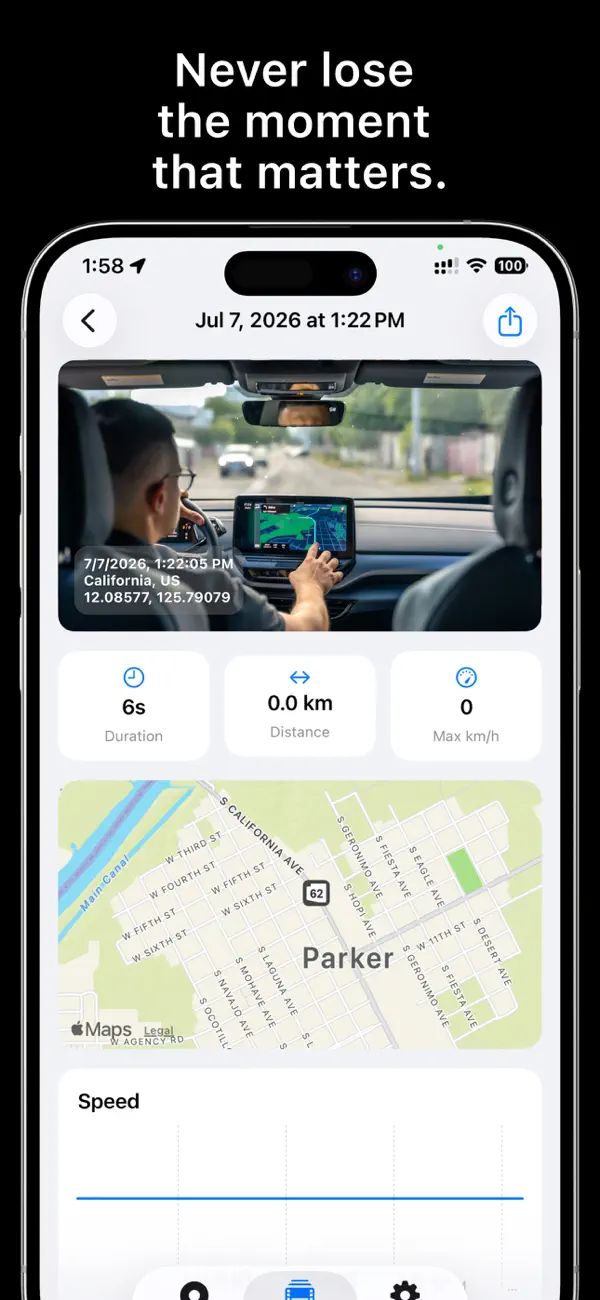 Never lose
the moment
that matters.
1:58
100
Jul 7, 2026 at 1:22 PM
7/7/2026, 1:22:05 PM
California, US
12.08577, 125.79079
6s
0.0 km
0
Duration
Distance
Max km/h
S CALIFORNIA AVE
W THIRD ST
W FOURTH ST
W FIFTH ST
W SIXTH ST
W FIFTH ST
W SIXTH ST
Main Canal
62
S GERONIMO AVE
S FIESTA AVE
S EAGLE AVE
S HOPI AVE
Parker
W 11TH ST
S DESERT AVE
S GERONIMO AVE
S FIESTA AVE
S LAGUNA AVE
S MOHAVE AVE
S NAVAJO AVE
Maps
Legal
W AGENCY RD
Speed